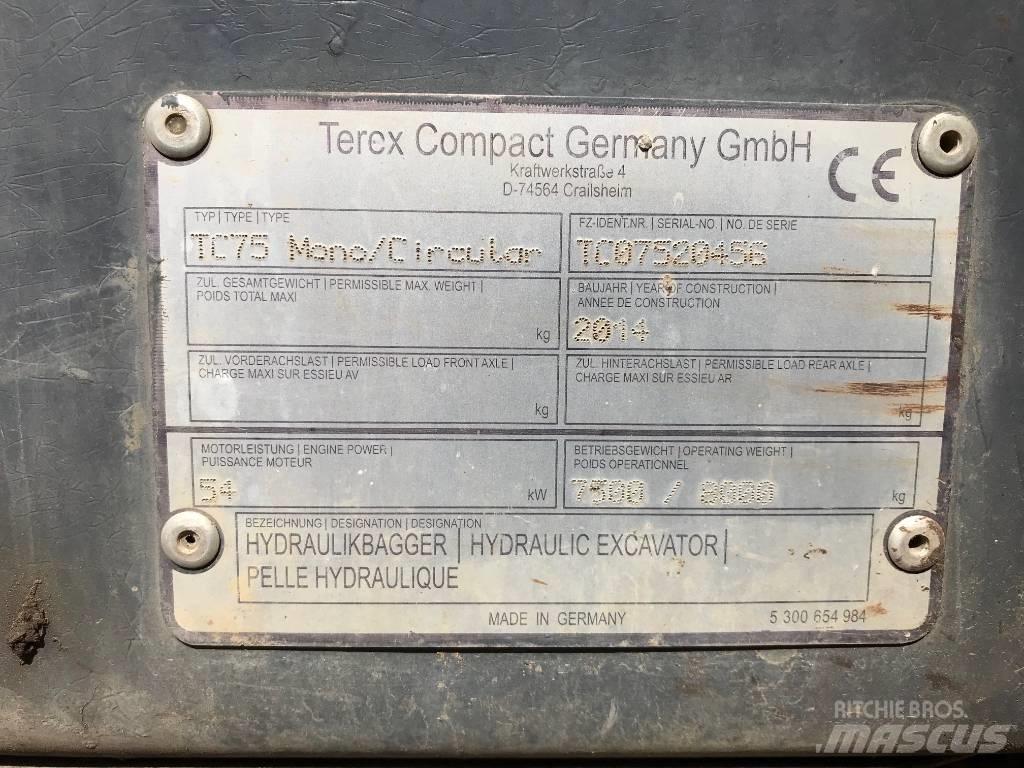 Terex Compact Germany GmbH
Kraftwerkstraße 4
D-74564 Crailsheim
CE
TYP | TYPE | TYPE
TC75 Mono/Circular
FZ-IDENT.NR. | SERIAL-NO. | NO. DE SERIE
TC07520456
ZUL. GESAMTGEWICHT | PERMISSIBLE MAX. WEIGHT |
POIDS TOTAL MAXI
kg
BAUJAHR | YEAR OF CONSTRUCTION |
ANNEE DE CONSTRUCTION
2014
ZUL. VORDERACHSLAST | PERMISSIBLE LOAD FRONT AXLE |
CHARGE MAXI SUR ESSIEU AV
kg
ZUL. HINTERACHSLAST | PERMISSIBLE LOAD REAR AXLE |
CHARGE MAXI SUR ESSIEU AR
kg
MOTORLEISTUNG | ENGINE POWER |
PUISSANCE MOTEUR
54 kW
BETRIEBSGEWICHT | OPERATING WEIGHT |
POIDS OPERATIONNEL
7500 / 8000 kg
BEZEICHNUNG | DESIGNATION | DESIGNATION
HYDRAULIKBAGGER | HYDRAULIC EXCAVATOR |
PELLE HYDRAULIQUE
MADE IN GERMANY
5 300 654 984
RITCHIE BROS.
MASCUS